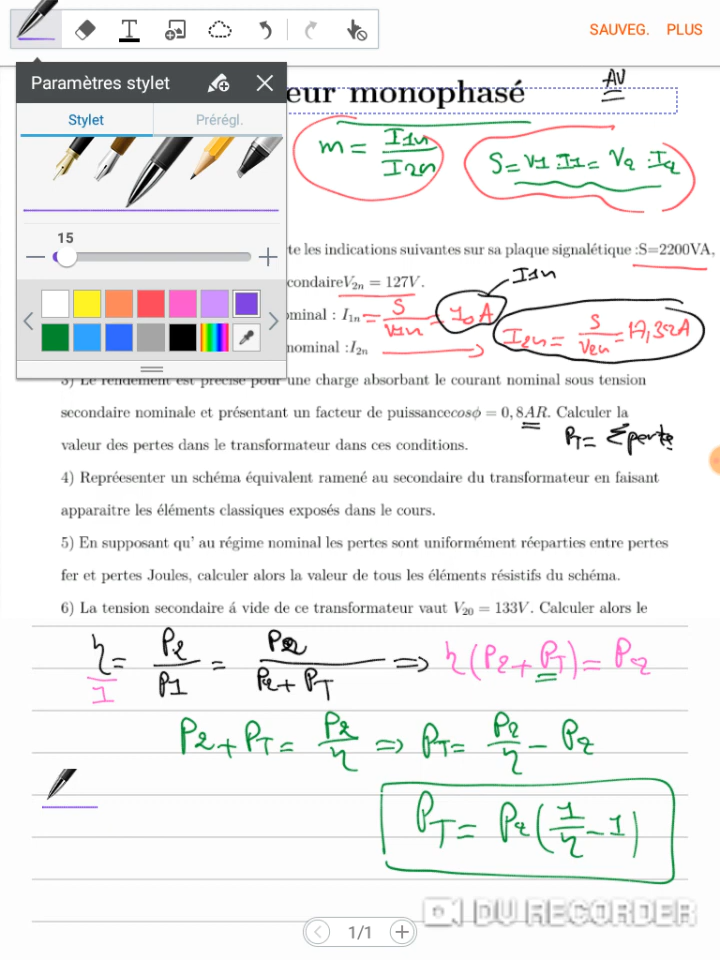 T SAUVEG. PLUS
Paramètres stylet
Stylet Prérégl.
15
eur monophasé AV
m = I1n / I2n S = V1 . I1 = V2 . I2
te les indications suivantes sur sa plaque signalétique :S=2200VA,
condaireV2n = 127V. I1n
ominal : I1n = S / V1n = 10 A
nominal :I2n I2n = S / V2n = 17,32A
3) Le rendement est précisé pour une charge absorbant le courant nominal sous tension
secondaire nominale et présentant un facteur de puissancecosϕ = 0, 8AR. Calculer la
valeur des pertes dans le transformateur dans ces conditions. PT = Σ perte
4) Repréesenter un schéma équivalent ramené au secondaire du transformateur en faisant
apparaitre les éléments classiques exposés dans le cours.
5) En supposant qu' au régime nominal les pertes sont uniformément réeparties entre pertes
fer et pertes Joules, calculer alors la valeur de tous les éléments résistifs du schéma.
6) La tension secondaire á vide de ce transformateur vaut V20 = 133V. Calculer alors le
η / 1 = P2 / P1 = P2 / P2 + PT => η (P2 + PT) = P2
P2 + PT = P2 / η => PT = P2 / η - P2
PT = P2 (1 / η - 1)
DU RECORDER
1/1